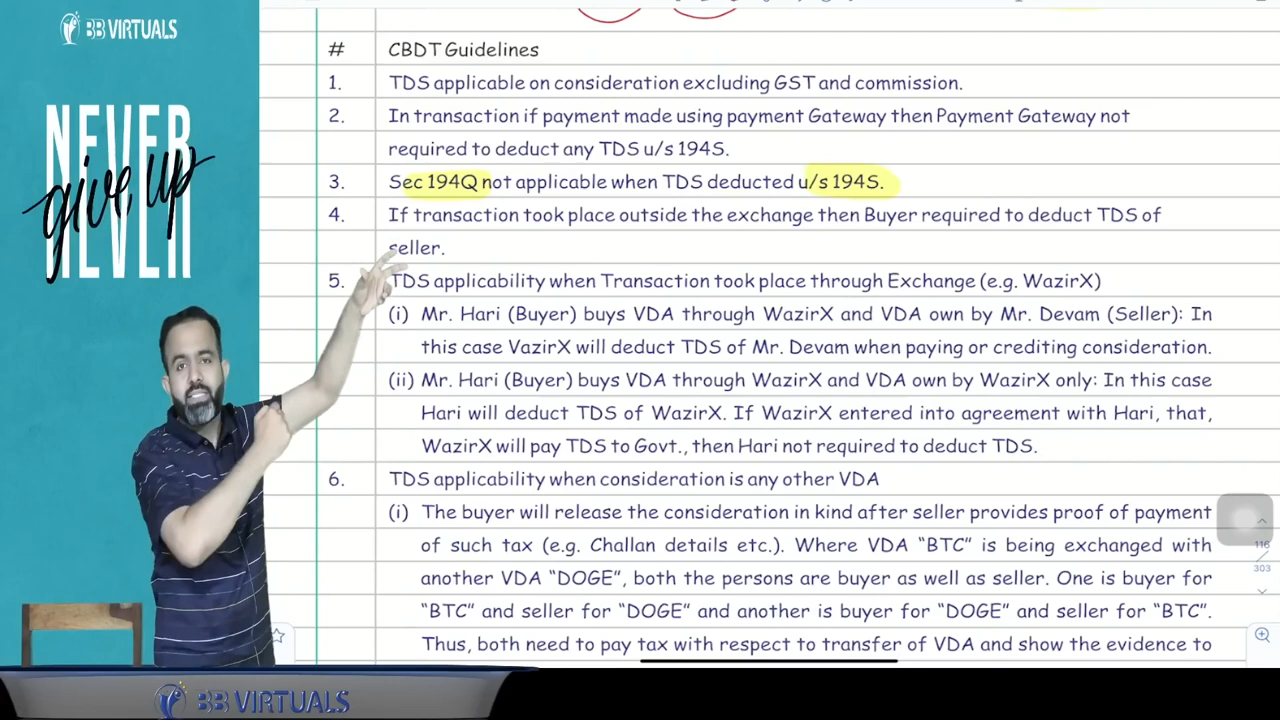 BB VIRTUALS
NEVER
give up
NEVER
# CBDT Guidelines
1. TDS applicable on consideration excluding GST and commission.
2. In transaction if payment made using payment Gateway then Payment Gateway not
required to deduct any TDS u/s 194S.
3. Sec 194Q not applicable when TDS deducted u/s 194S.
4. If transaction took place outside the exchange then Buyer required to deduct TDS of
seller.
5. TDS applicability when Transaction took place through Exchange (e.g. WazirX)
(i) Mr. Hari (Buyer) buys VDA through WazirX and VDA own by Mr. Devam (Seller): In
this case VazirX will deduct TDS of Mr. Devam when paying or crediting consideration.
(ii) Mr. Hari (Buyer) buys VDA through WazirX and VDA own by WazirX only: In this case
Hari will deduct TDS of WazirX. If WazirX entered into agreement with Hari, that,
WazirX will pay TDS to Govt., then Hari not required to deduct TDS.
6. TDS applicability when consideration is any other VDA
(i) The buyer will release the consideration in kind after seller provides proof of payment
of such tax (e.g. Challan details etc.). Where VDA “BTC” is being exchanged with
another VDA “DOGE”, both the persons are buyer as well as seller. One is buyer for
“BTC” and seller for “DOGE” and another is buyer for “DOGE” and seller for “BTC”.
Thus, both need to pay tax with respect to transfer of VDA and show the evidence to
116
303
BB VIRTUALS